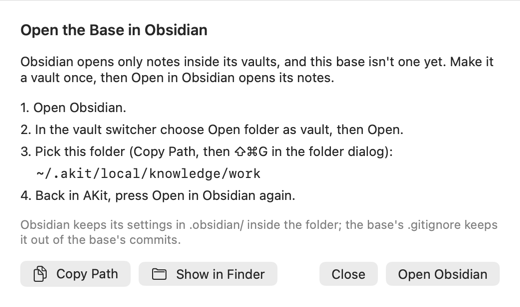 Open the Base in Obsidian
Obsidian opens only notes inside its vaults, and this base isn't one yet. Make it
a vault once, then Open in Obsidian opens its notes.
1. Open Obsidian.
2. In the vault switcher choose Open folder as vault, then Open.
3. Pick this folder (Copy Path, then ⇧⌘G in the folder dialog):
~/.akit/local/knowledge/work
4. Back in AKit, press Open in Obsidian again.
Obsidian keeps its settings in .obsidian/ inside the folder; the base's .gitignore keeps
it out of the base's commits.
Copy Path
Show in Finder
Close
Open Obsidian